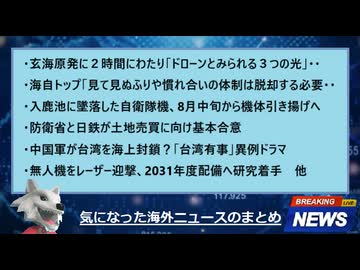 ・玄海原発に２時間にわたり「ドローンとみられる３つの光」・・
・海自トップ「見て見ぬふりや慣れ合いの体制は脱却する必要・・
・入鹿池に墜落した自衛隊機、8月中旬から機体引き揚げへ
・防衛省と日鉄が土地売買に向け基本合意
・中国軍が台湾を海上封鎖？「台湾有事」異例ドラマ
・無人機をレーザー迎撃、2031年度配備へ研究着手　他
117.925
BREAKING LIVE
NEWS
気になった海外ニュースのまとめ